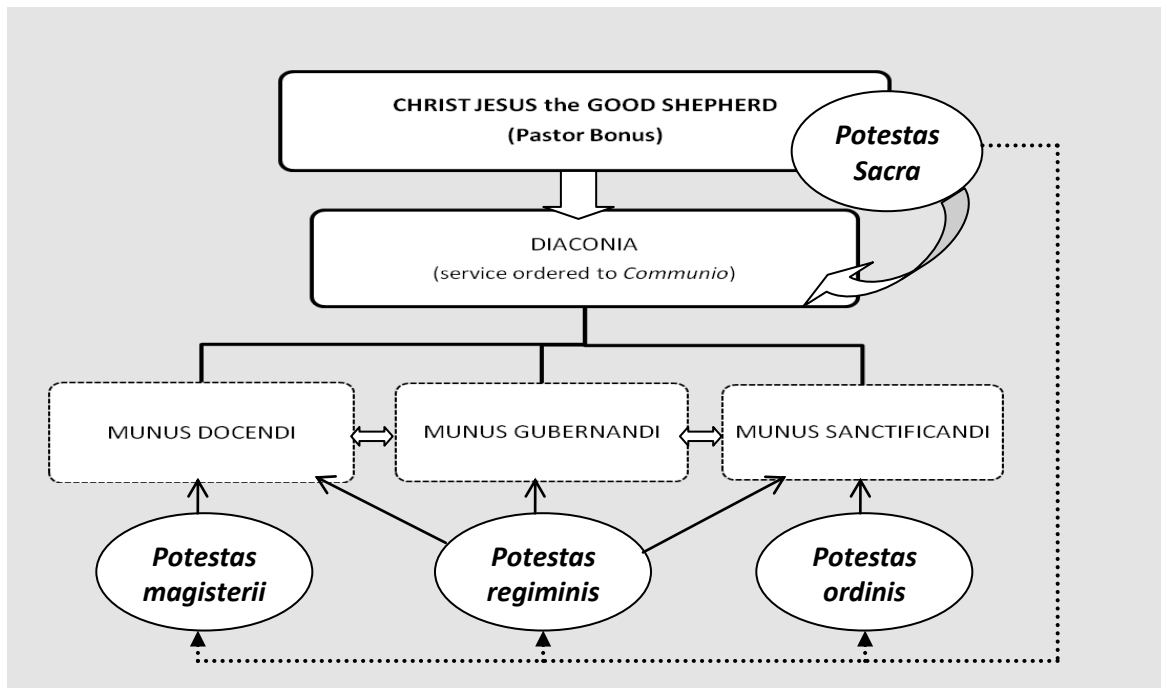 CHRIST JESUS the GOOD SHEPHERD
(Pastor Bonus)
Potestas
Sacra
DIACONIA
(service ordered to Communio)
MUNUS DOCENDI
MUNUS GUBERNANDI
MUNUS SANCTIFICANDI
Potestas
magisterii
Potestas
regiminis
Potestas
ordinis